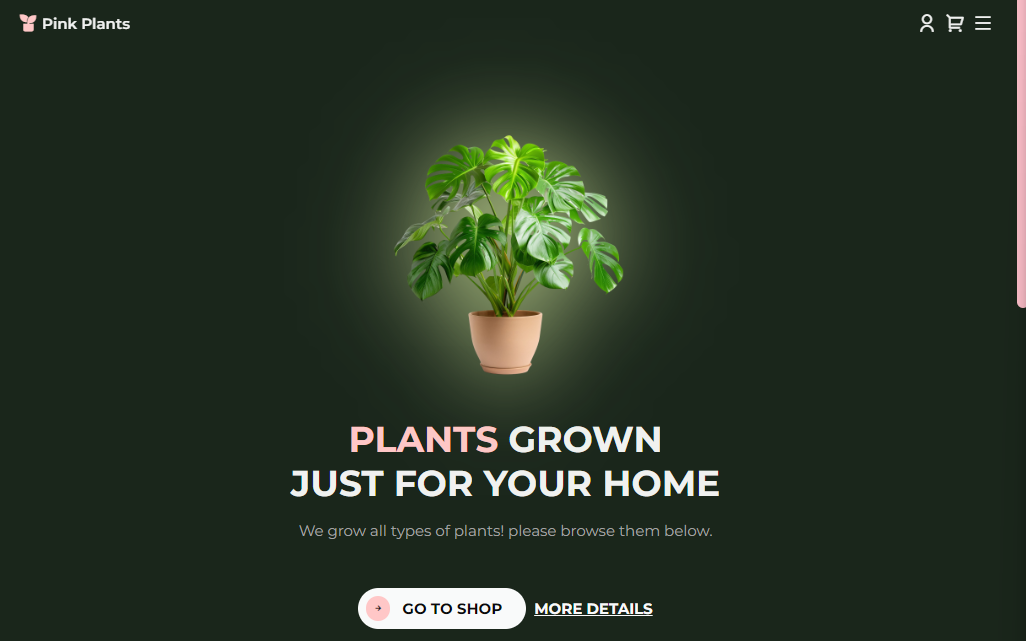 Pink Plants
PLANTS GROWN
JUST FOR YOUR HOME
We grow all types of plants! please browse them below.
GO TO SHOP
MORE DETAILS